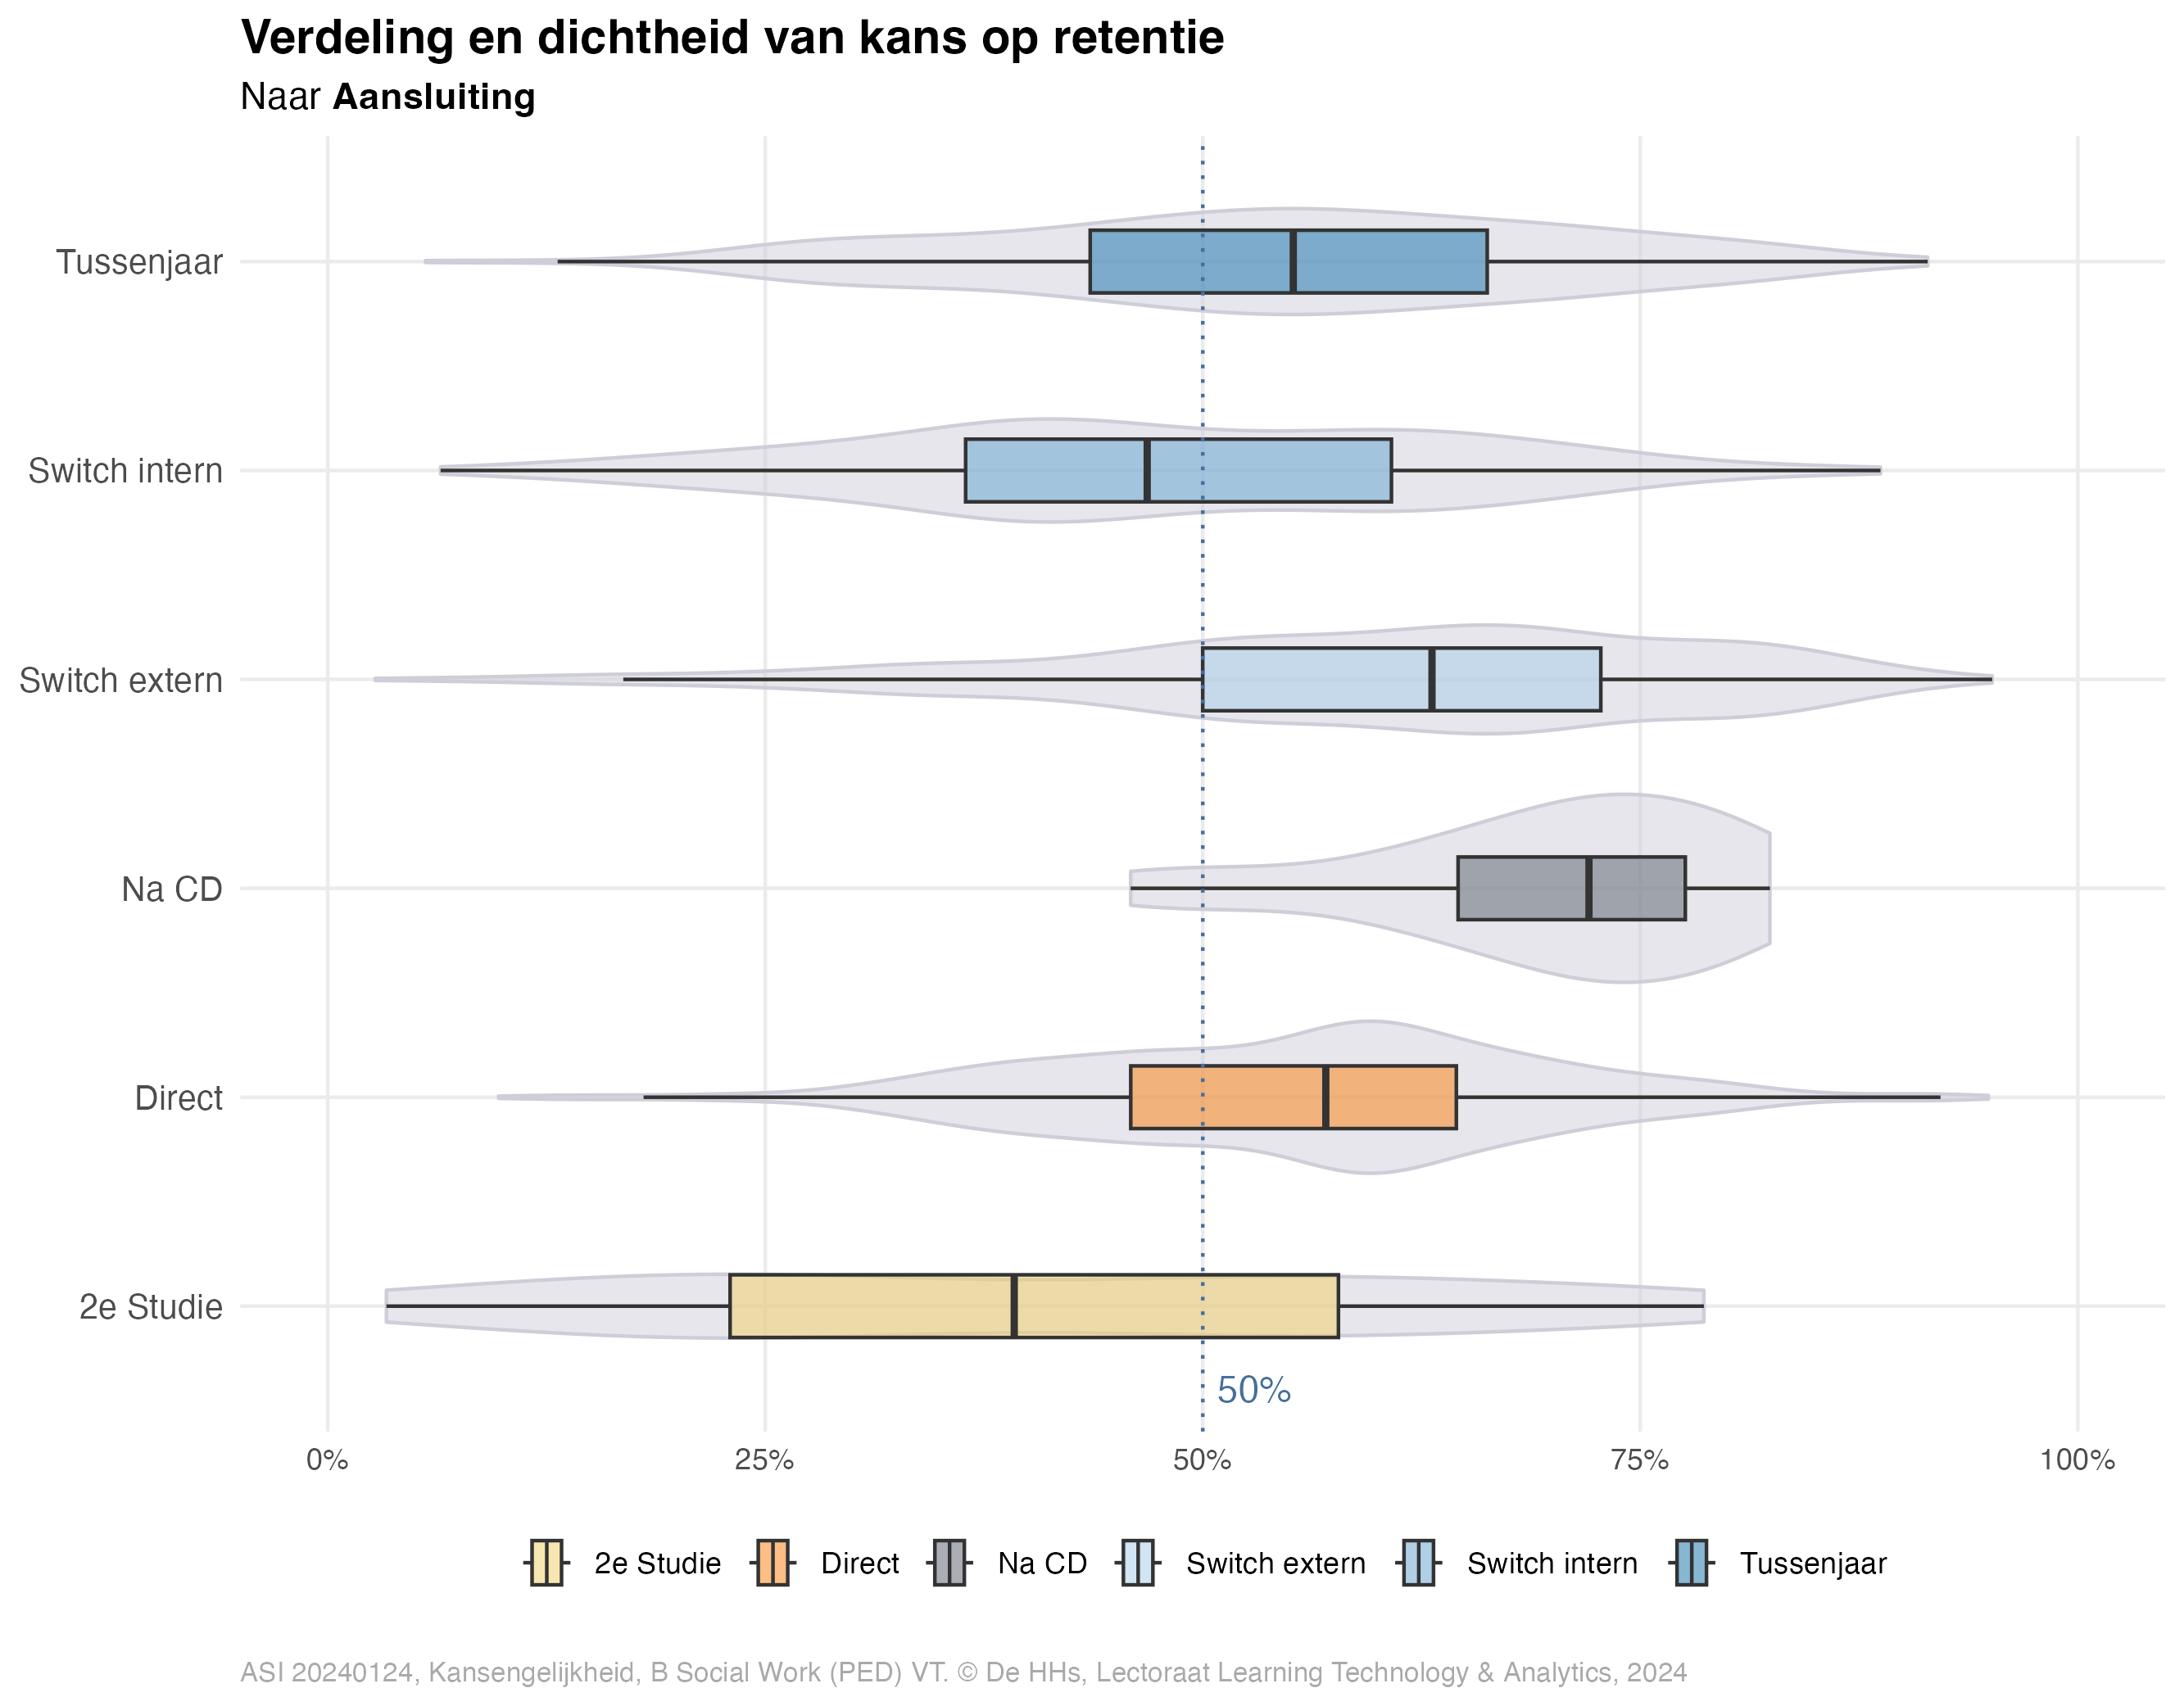 Verdeling en dichtheid van kans op retentie
Naar Aansluiting
Tussenjaar
Switch intern
Switch extern
Na CD
Direct
2e Studie
50%
0% 25% 50% 75% 100%
2e Studie Direct Na CD Switch extern Switch intern Tussenjaar
ASI 20240124, Kansengelijkheid, B Social Work (PED) VT. © De HHs, Lectoraat Learning Technology & Analytics, 2024